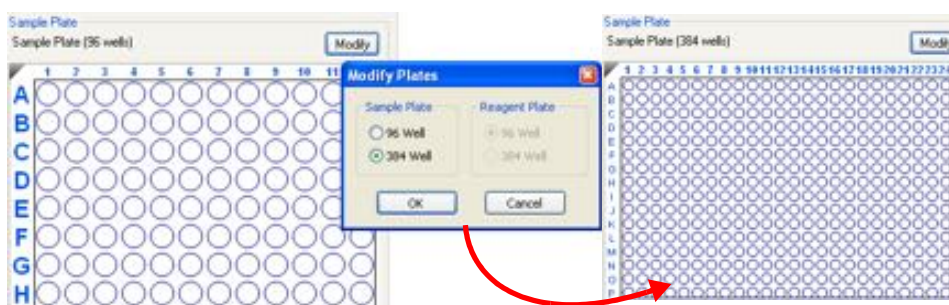 Sample Plate
Sample Plate (96 wells)
Modify
1 2 3 4 5 6 7 8 9 10 11
A
B
C
D
E
F
G
H
Modify Plates
Sample Plate
96 Well
384 Well
Reagent Plate
96 Well
384 Well
OK
Cancel
Sample Plate
Sample Plate (384 wells)
Modify
1 2 3 4 5 6 7 8 9 10 11 12 13 14 15 16 17 18 19 20 21 22 23 24
A
B
C
D
E
F
G
H
I
J
K
L
M
N
O
P